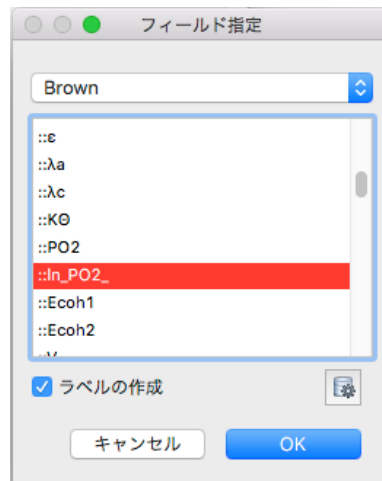 フィールド指定
Brown
::ε
::λa
::λc
::KΘ
::PO2
::ln_PO2_
::Ecoh1
::Ecoh2
ラベルの作成
キャンセル
OK